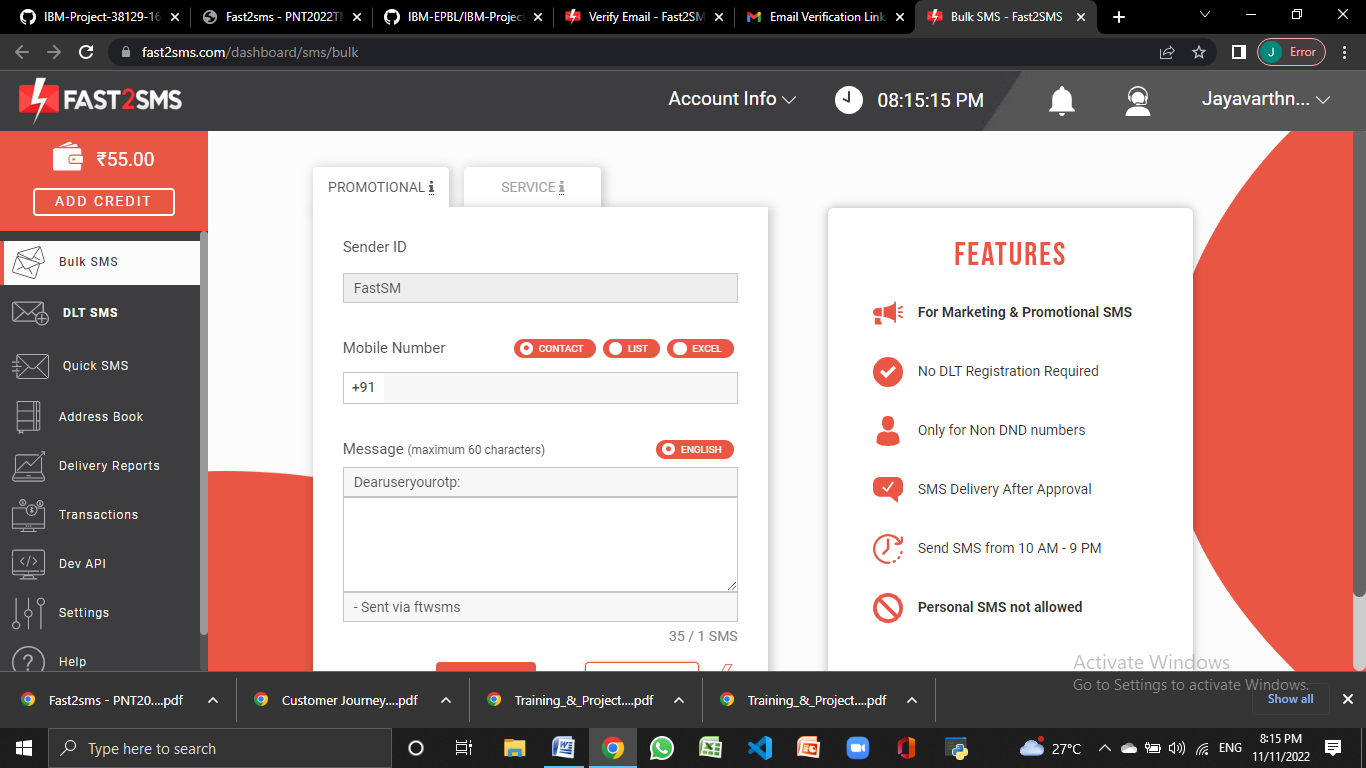 IBM-Project-38129-16
Fast2sms - PNT2022TM
IBM-EPBL/IBM-Projec
Verify Email - Fast2SM
Email Verification Link
Bulk SMS - Fast2SMS
fast2sms.com/dashboard/sms/bulk
J Error
FAST2SMS
Account Info
08:15:15 PM
Jayavarthn...
₹55.00
ADD CREDIT
Bulk SMS
DLT SMS
Quick SMS
Address Book
Delivery Reports
Transactions
Dev API
Settings
Help
PROMOTIONAL i
SERVICE i
Sender ID
FastSM
Mobile Number
CONTACT
LIST
EXCEL
+91
Message (maximum 60 characters)
ENGLISH
Dearuseryourotp:
- Sent via ftwsms
35 / 1 SMS
FEATURES
For Marketing & Promotional SMS
No DLT Registration Required
Only for Non DND numbers
SMS Delivery After Approval
Send SMS from 10 AM - 9 PM
Personal SMS not allowed
Activate Windows
Go to Settings to activate Windows.
Fast2sms - PNT20....pdf
Customer Journey....pdf
Training_&_Project....pdf
Training_&_Project....pdf
Show all
Type here to search
27°C
ENG
8:15 PM
11/11/2022